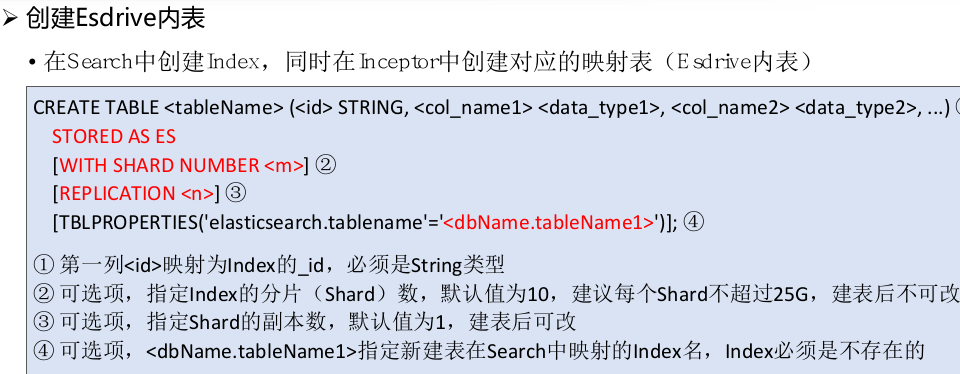 ➢ 创建Esdrive内表
• 在Search中创建Index，同时在Inceptor中创建对应的映射表（Esdrive内表）
CREATE TABLE <tableName> (<id> STRING, <col_name1> <data_type1>, <col_name2> <data_type2>, ...)
STORED AS ES
[WITH SHARD NUMBER <m>] ②
[REPLICATION <n>] ③
[TBLPROPERTIES('elasticsearch.tablename'='<dbName.tableName1>')]; ④
① 第一列<id>映射为Index的_id，必须是String类型
② 可选项，指定Index的分片（Shard）数，默认值为10，建议每个Shard不超过25G，建表后不可改
③ 可选项，指定Shard的副本数，默认值为1，建表后可改
④ 可选项，<dbName.tableName1>指定新建表在Search中映射的Index名，Index必须是不存在的